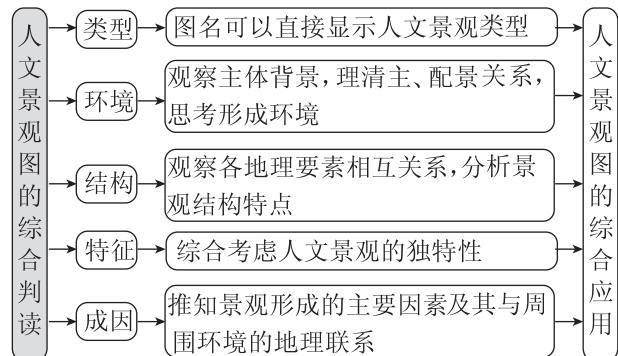 人文景观图的综合判读
类型
图名可以直接显示人文景观类型
环境
观察主体背景,理清主、配景关系,
思考形成环境
结构
观察各地理要素相互关系,分析景
观结构特点
特征
综合考虑人文景观的独特性
成因
推知景观形成的主要因素及其与周
围环境的地理联系
人文景观图的综合应用